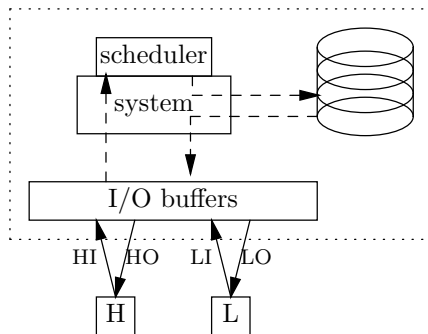 scheduler
system
I/O buffers
HI HO LI LO
H L